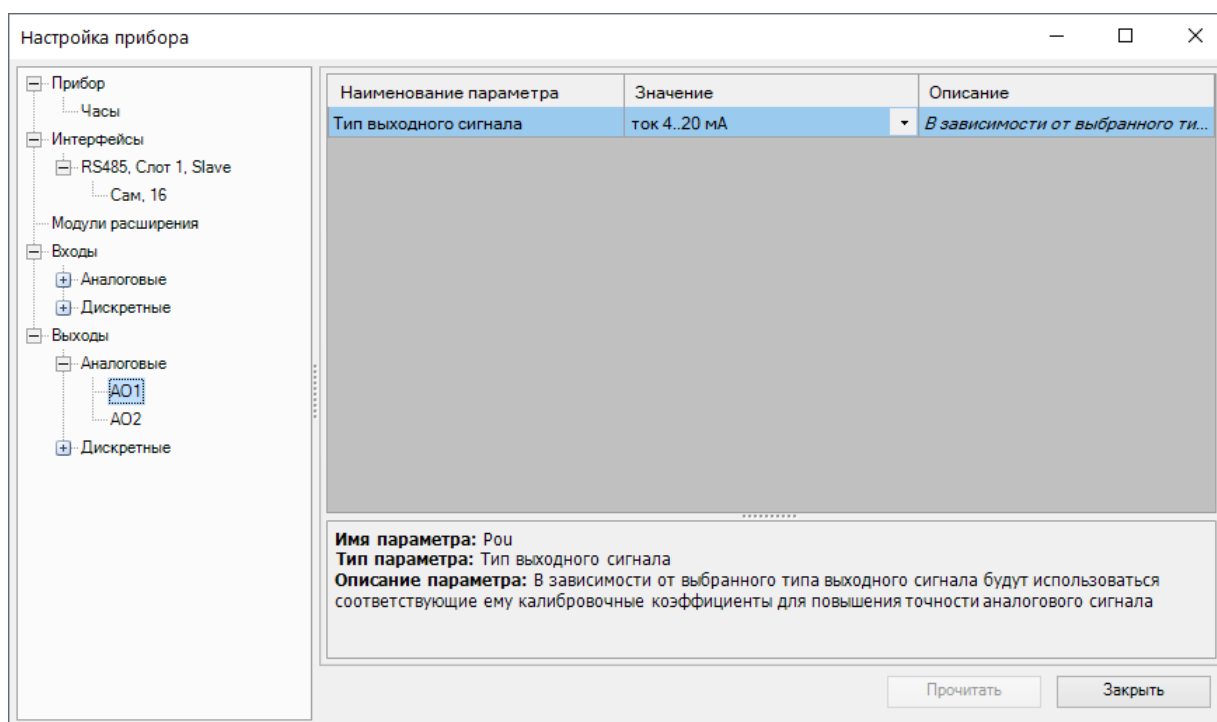 Настройка прибора
Прибор
Часы
Интерфейсы
RS485, Слот 1, Slave
Сам, 16
Модули расширения
Входы
Аналоговые
Дискретные
Выходы
Аналоговые
AO1
AO2
Дискретные
Наименование параметра Значение Описание
Тип выходного сигнала ток 4..20 мА В зависимости от выбранного ти...
Имя параметра: Pou
Тип параметра: Тип выходного сигнала
Описание параметра: В зависимости от выбранного типа выходного сигнала будут использоваться
соответствующие ему калибровочные коэффициенты для повышения точности аналогового сигнала
Прочитать Закрыть